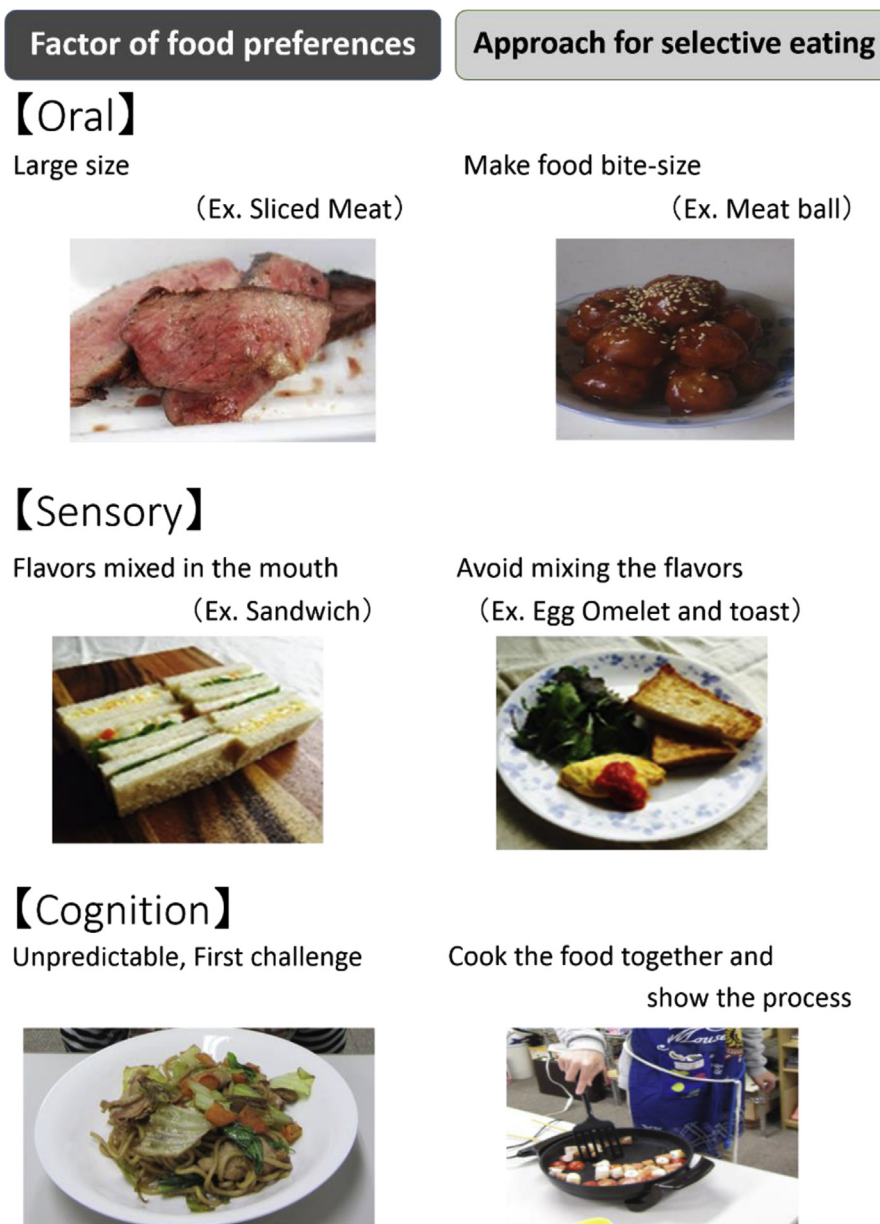 Factor of food preferences
Approach for selective eating
【Oral】
Large size
（Ex. Sliced Meat）
Make food bite-size
（Ex. Meat ball）
【Sensory】
Flavors mixed in the mouth
（Ex. Sandwich）
Avoid mixing the flavors
（Ex. Egg Omelet and toast）
【Cognition】
Unpredictable, First challenge
Cook the food together and
show the process